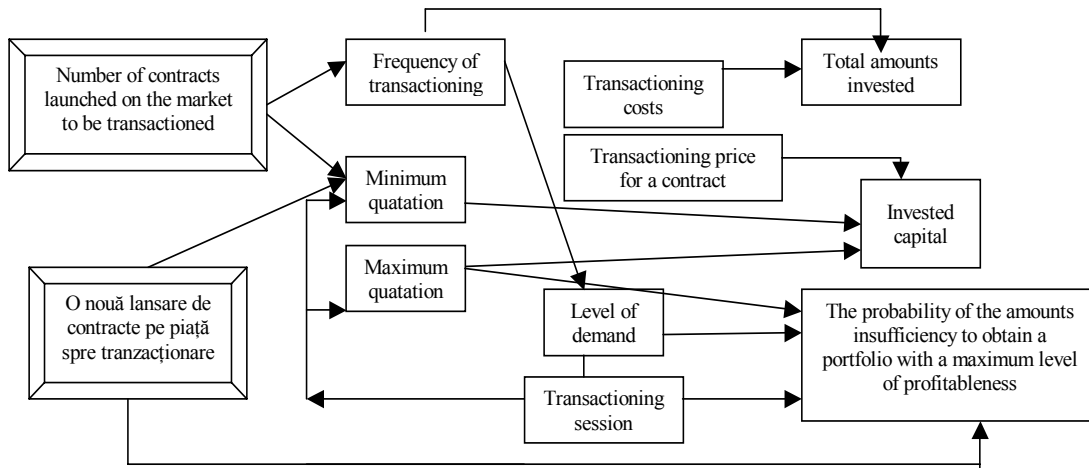 Number of contracts
launched on the market
to be transactioned
Frequency of
transactioning
Transactioning
costs
Total amounts
invested
Transactioning price
for a contract
Minimum
quatation
Invested
capital
Maximum
quatation
O nouă lansare de
contracte pe piață
spre tranzacționare
Level of
demand
The probability of the amounts
insufficiency to obtain a
portfolio with a maximum level
of profitableness
Transactioning
session